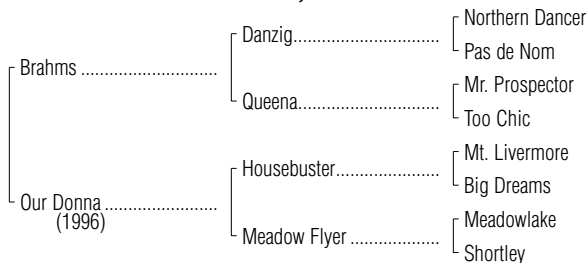 Northern Dancer
Danzig........................................
Pas de Nom
Brahms .....................................
Mr. Prospector
Queena.......................................
Too Chic
Mt. Livermore
Housebuster.............................
Big Dreams
Our Donna ..............................
(1996)
Meadowlake
Meadow Flyer .........................
Shortley